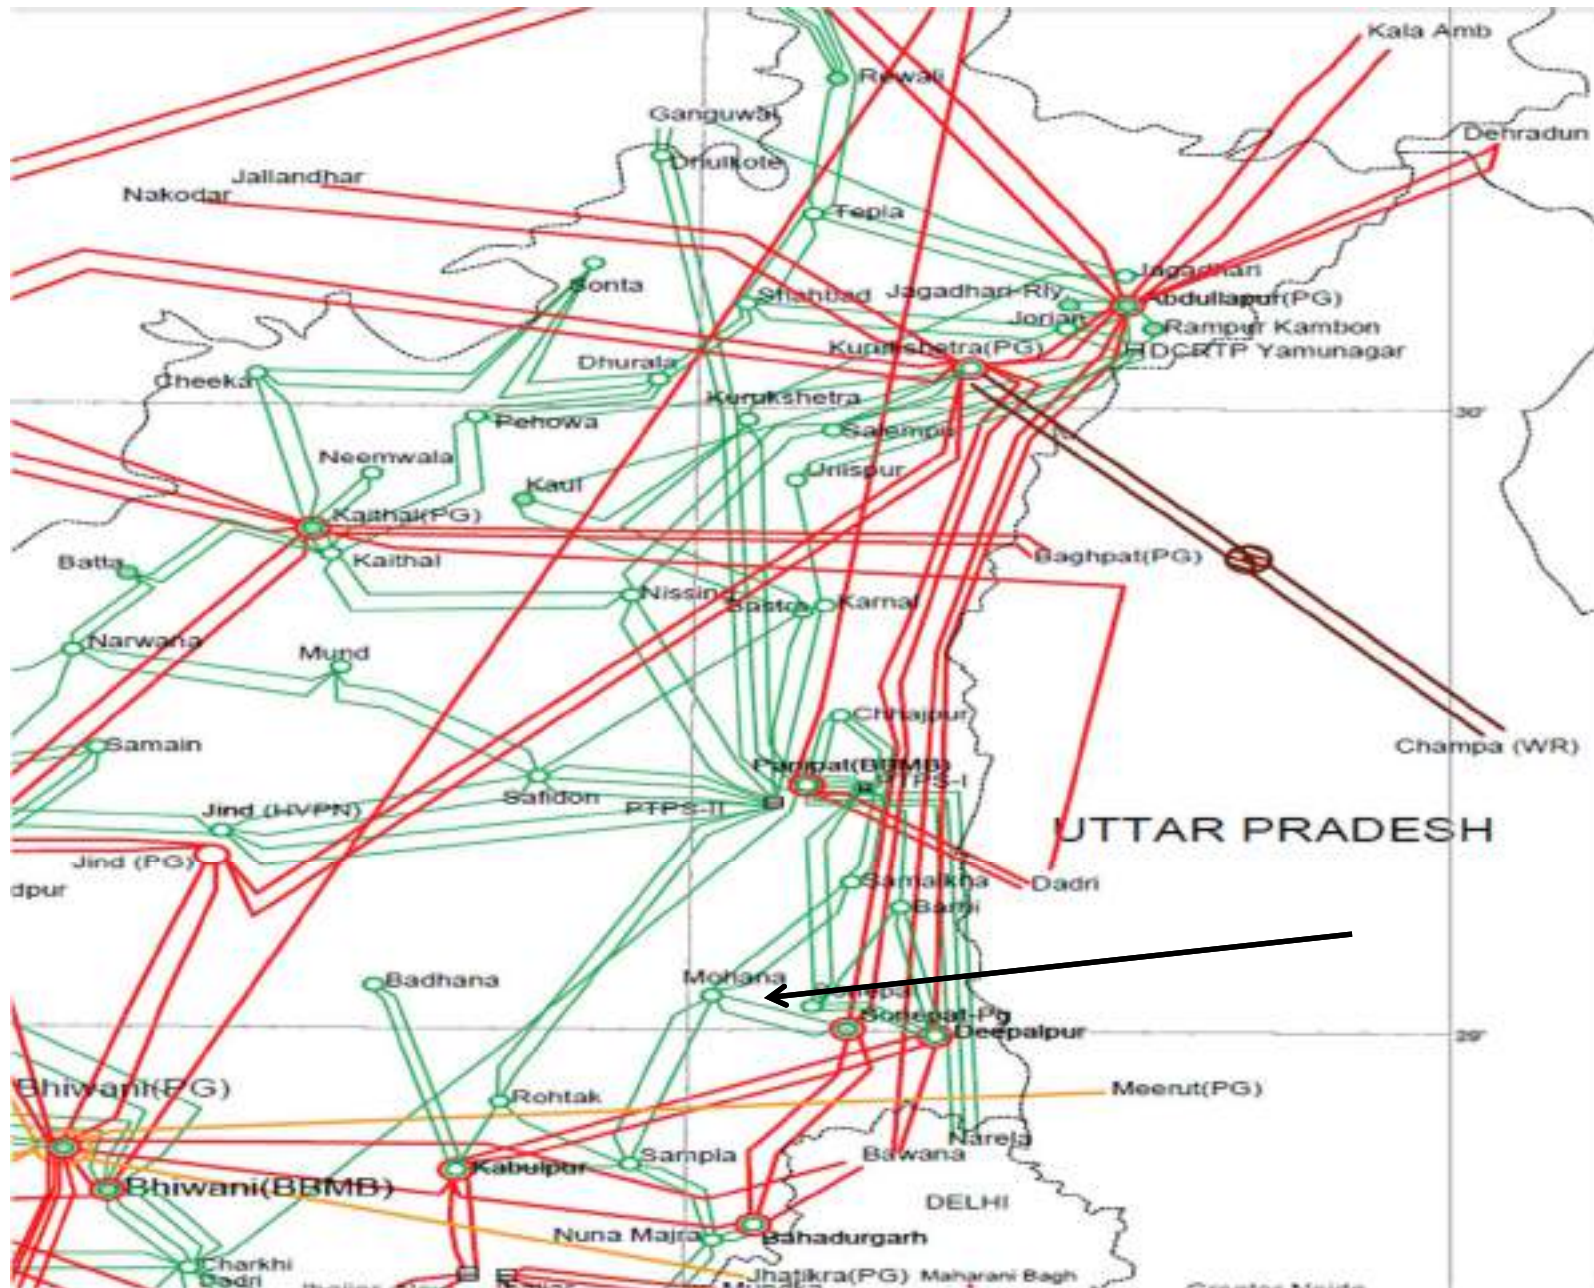 Kala Amb
Rewali
Ganguwal
Dehradun
Dhulkote
Jallandhar
Nakodar
Tepla
Jagadhari
Sonta
Shahbad
Jagadhari-Rly
Abdullapur(PG)
Jorian
Rampur Kambon
Kurukshetra(PG)
HDCRTP Yamunagar
Dhurala
Cheeka
Kurukshetra
30'
Pehowa
Salempur
Neemwala
Unispur
Kaul
Kaithal(PG)
Baghpat(PG)
Batta
Kaithal
Nissing
Bastra
Karnal
Narwana
Mund
Chhajpur
Samain
Champa (WR)
Panipat(BBMB)
PTPS-I
Safidon
PTPS-II
Jind (HVPN)
UTTAR PRADESH
Jind (PG)
dpur
Samalkha
Dadri
Barhi
Badhana
Mohana
Sonepat-Pg
Deepalpur
29'
Bhiwani(PG)
Meerut(PG)
Rohtak
Narela
Sampla
Bawana
Kabulpur
Bhiwani(BBMB)
DELHI
Nuna Majra
Bahadurgarh
Charkhi
Dadri
Jhatikra(PG)
Maharani Bagh